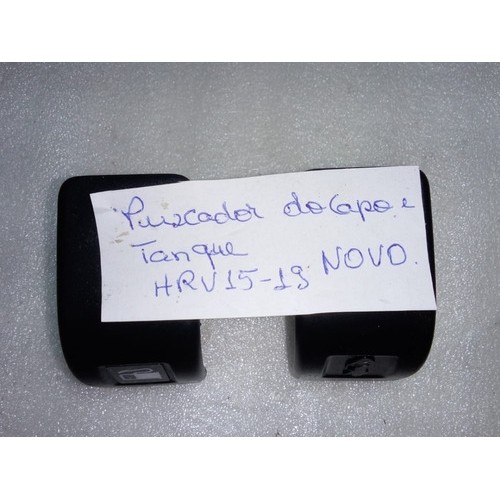 Puxador do Capo e
Tanque
HRV 15-19 NOVO.